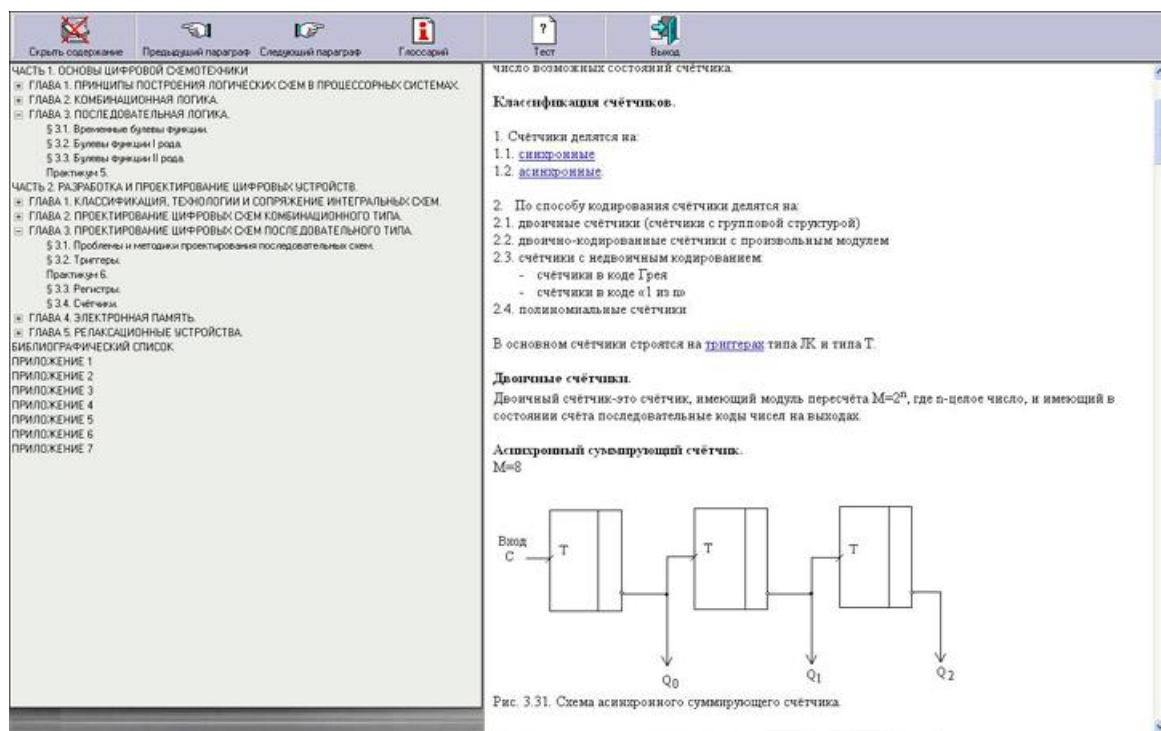 Скрыть содержание
Предыдущий параграф
Следующий параграф
Глоссарий
Тест
Выход
ЧАСТЬ 1. ОСНОВЫ ЦИФРОВОЙ СХЕМОТЕХНИКИ
ГЛАВА 1. ПРИНЦИПЫ ПОСТРОЕНИЯ ЛОГИЧЕСКИХ СХЕМ В ПРОЦЕССОРНЫХ СИСТЕМАХ.
ГЛАВА 2. КОМБИНАЦИОННАЯ ЛОГИКА.
ГЛАВА 3. ПОСЛЕДОВАТЕЛЬНАЯ ЛОГИКА.
§ 3.1. Временные булевы функции.
§ 3.2. Булевы функции I рода.
§ 3.3. Булевы функции II рода.
Практикум 5.
ЧАСТЬ 2. РАЗРАБОТКА И ПРОЕКТИРОВАНИЕ ЦИФРОВЫХ УСТРОЙСТВ.
ГЛАВА 1. КЛАССИФИКАЦИЯ, ТЕХНОЛОГИИ И СОПРЯЖЕНИЕ ИНТЕГРАЛЬНЫХ СХЕМ.
ГЛАВА 2. ПРОЕКТИРОВАНИЕ ЦИФРОВЫХ СХЕМ КОМБИНАЦИОННОГО ТИПА.
ГЛАВА 3. ПРОЕКТИРОВАНИЕ ЦИФРОВЫХ СХЕМ ПОСЛЕДОВАТЕЛЬНОГО ТИПА.
§ 3.1. Проблемы и методики проектирования последовательных схем.
§ 3.2. Триггеры.
Практикум 6.
§ 3.3. Регистры.
§ 3.4. Счётчики.
ГЛАВА 4. ЭЛЕКТРОННАЯ ПАМЯТЬ.
ГЛАВА 5. РЕЛАКСАЦИОННЫЕ УСТРОЙСТВА.
БИБЛИОГРАФИЧЕСКИЙ СПИСОК
ПРИЛОЖЕНИЕ 1
ПРИЛОЖЕНИЕ 2
ПРИЛОЖЕНИЕ 3
ПРИЛОЖЕНИЕ 4
ПРИЛОЖЕНИЕ 5
ПРИЛОЖЕНИЕ 6
ПРИЛОЖЕНИЕ 7
число возможных состояний счётчика.
Классификация счётчиков.
1. Счётчики делятся на:
1.1. синхронные
1.2. асинхронные.
2. По способу кодирования счётчики делятся на:
2.1. двоичные счётчики (счётчики с групповой структурой)
2.2. двоично-кодированные счётчики с произвольным модулем
2.3. счётчики с недвоичным кодированием:
- счётчики в коде Грея
- счётчики в коде «1 из n»
2.4. полиномиальные счётчики
В основном счётчики строятся на триггерах типа JK и типа T.
Двоичные счётчики.
Двоичный счётчик-это счётчик, имеющий модуль пересчёта M=2ⁿ, где n-целое число, и имеющий в
состоянии счёта последовательные коды чисел на выходах.
Асинхронный суммирующий счётчик.
M=8
Вход
C
T
T
T
Q0
Q1
Q2
Рис. 3.31. Схема асинхронного суммирующего счётчика.